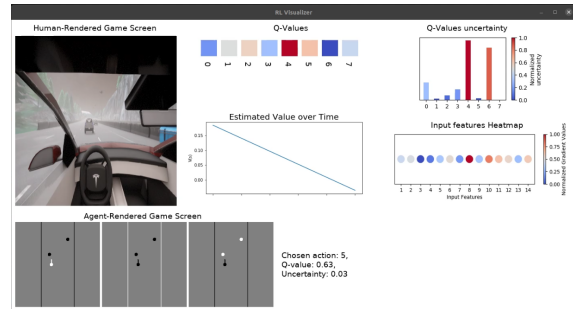 RL Visualizer
Human-Rendered Game Screen
Q-Values
0 1 2 3 4 5 6 7
Q-Values uncertainty
1.0
0.8
0.6
0.4
0.2
0.0
Normalized
uncertainty
0 1 2 3 4 5 6 7
Estimated Value over Time
0.15
0.10
0.05
0.00
V(s)
Input features Heatmap
1.00
0.75
0.50
0.25
0.00
Normalized Gradient Values
1 2 3 4 5 6 7 8 9 10 11 12 13 14
Input Features
Agent-Rendered Game Screen
Chosen action: 5,
Q-value: 0.63,
Uncertainty: 0.03